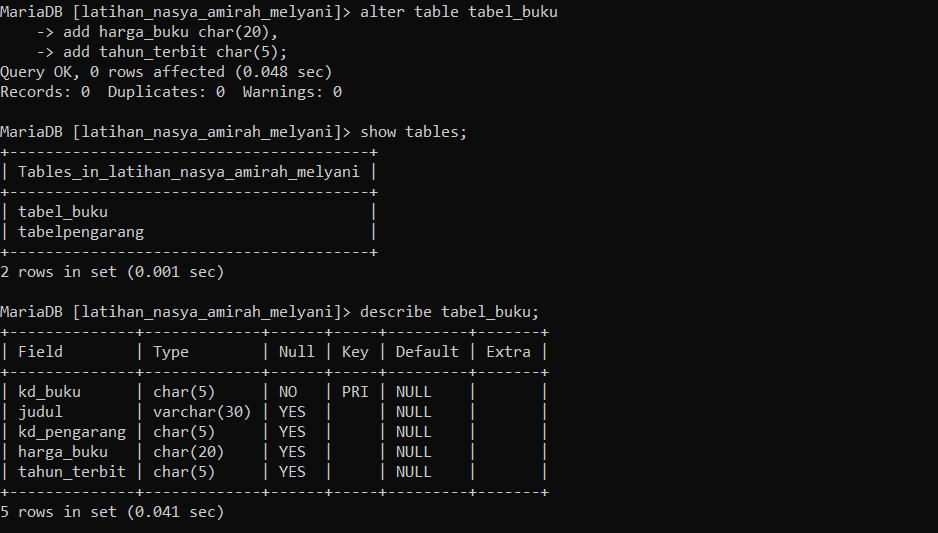 MariaDB [latihan_nasya_amirah_melyani]> alter table tabel_buku
    -> add harga_buku char(20),
    -> add tahun_terbit char(5);
Query OK, 0 rows affected (0.048 sec)
Records: 0  Duplicates: 0  Warnings: 0

MariaDB [latihan_nasya_amirah_melyani]> show tables;
+----------------------------------------+
| Tables_in_latihan_nasya_amirah_melyani |
+----------------------------------------+
| tabel_buku                             |
| tabelpengarang                         |
+----------------------------------------+
2 rows in set (0.001 sec)

MariaDB [latihan_nasya_amirah_melyani]> describe tabel_buku;
+--------------+-------------+------+-----+---------+-------+
| Field        | Type        | Null | Key | Default | Extra |
+--------------+-------------+------+-----+---------+-------+
| kd_buku      | char(5)     | NO   | PRI | NULL    |       |
| judul        | varchar(30) | YES  |     | NULL    |       |
| kd_pengarang | char(5)     | YES  |     | NULL    |       |
| harga_buku   | char(20)    | YES  |     | NULL    |       |
| tahun_terbit | char(5)     | YES  |     | NULL    |       |
+--------------+-------------+------+-----+---------+-------+
5 rows in set (0.041 sec)